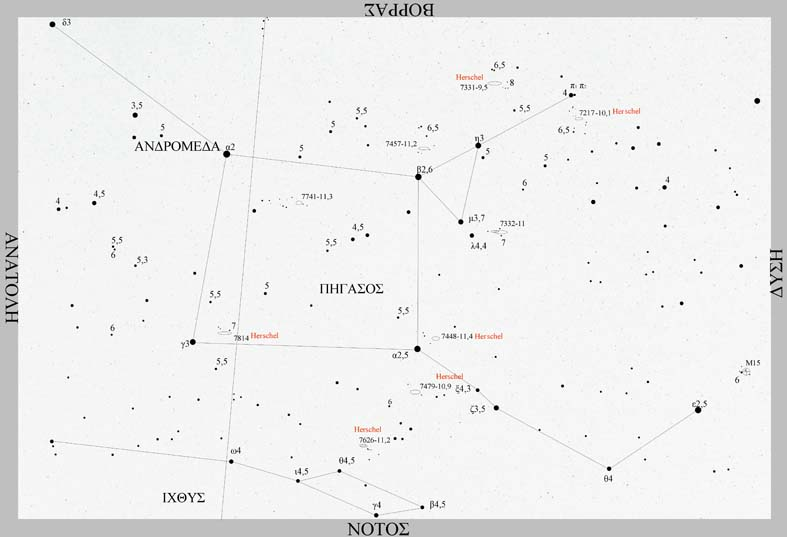 ΒΟΡΡΑΣ
δ3
6,5
Herschel
7331-9,5
8
4
π1 π2
3,5
5,5
5,5
7217-10,1 Herschel
5
5
6,5
6,5
η3
ΑΝΔΡΟΜΕΔΑ
α2
5
7457-11,2
5
5
β2,6
6
4
4
4,5
7741-11,3
μ3,7
7332-11
4,5
λ4,4
7
5,5
6
5,5
ΑΝΑΤΟΛΗ
ΔΥΣΗ
5,3
5
ΠΗΓΑΣΟΣ
5,5
5,5
6
7
7814
Herschel
7448-11,4 Herschel
γ3
α2,5
5,5
M15
6
Herschel
7479-10,9
ξ4,3
6
ζ3,5
ε2,5
Herschel
7626-11,2
ω4
θ4,5
ι4,5
θ4
ΙΧΘΥΣ
γ4
β4,5
ΝΟΤΟΣ